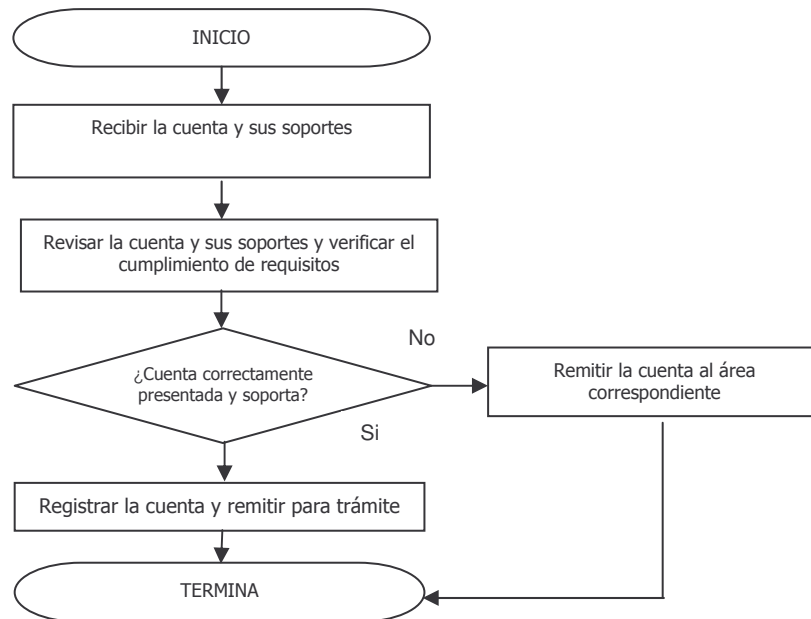 INICIO
Recibir la cuenta y sus soportes
Revisar la cuenta y sus soportes y verificar el
cumplimiento de requisitos
No
¿Cuenta correctamente
presentada y soporta?
Remitir la cuenta al área
correspondiente
Si
Registrar la cuenta y remitir para trámite
TERMINA